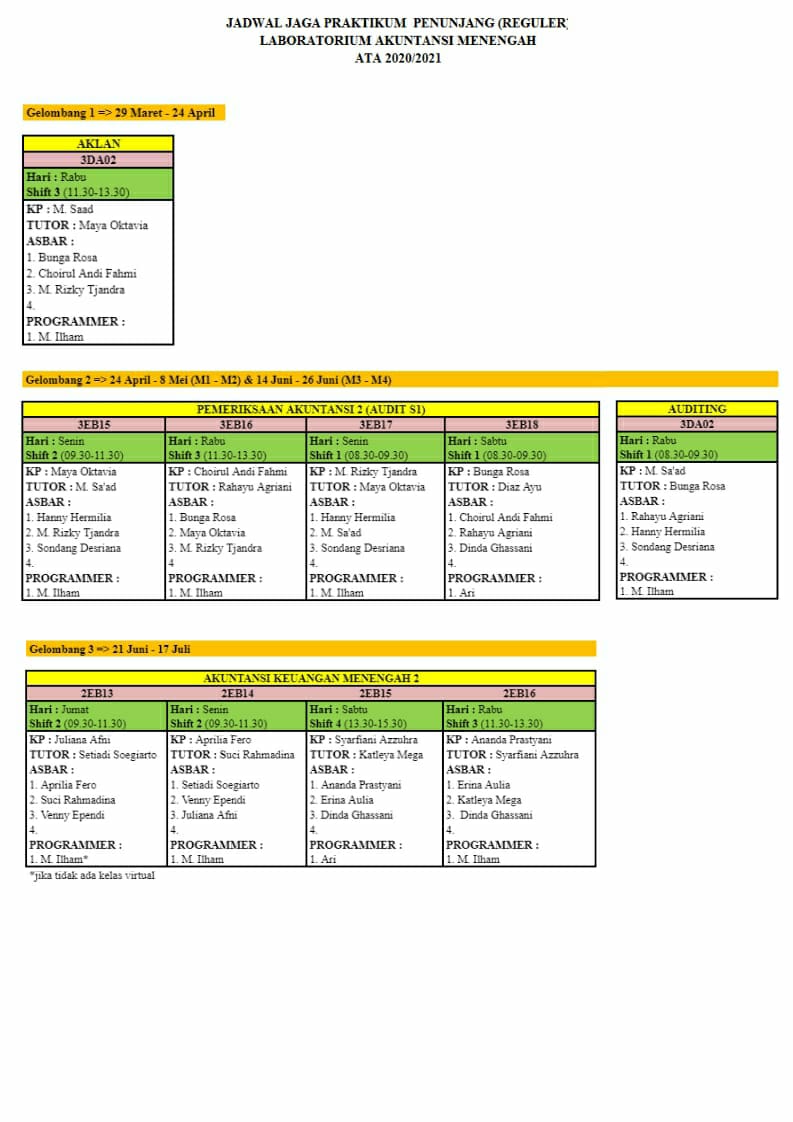 JADWAL JAGA PRAKTIKUM PENUNJANG (REGULER)
LABORATORIUM AKUNTANSI MENENGAH
ATA 2020/2021
Gelombang 1 => 29 Maret - 24 April
AKLAN
3DA02
Hari : Rabu
Shift 3 (11.30-13.30)
KP : M. Saad
TUTOR : Maya Oktavia
ASBAR :
1. Bunga Rosa
2. Choirul Andi Fahmi
3. M. Rizky Tjandra
4.
PROGRAMMER :
1. M. Ilham
Gelombang 2 => 24 April - 8 Mei (M1 - M2) & 14 Juni - 26 Juni (M3 - M4)
PEMERIKSAAN AKUNTANSI 2 (AUDIT S1)
3EB15
Hari : Senin
Shift 2 (09.30-11.30)
KP : Maya Oktavia
TUTOR : M. Sa'ad
ASBAR :
1. Hanny Hermilia
2. M. Rizky Tjandra
3. Sondang Desriana
4.
PROGRAMMER :
1. M. Ilham
3EB16
Hari : Rabu
Shift 3 (11.30-13.30)
KP : Choirul Andi Fahmi
TUTOR : Rahayu Agriani
ASBAR :
1. Bunga Rosa
2. Maya Oktavia
3. M. Rizky Tjandra
4
PROGRAMMER :
1. M. Ilham
3EB17
Hari : Senin
Shift 1 (08.30-09.30)
KP : M. Rizky Tjandra
TUTOR : Maya Oktavia
ASBAR :
1. Hanny Hermilia
2. M. Sa'ad
3. Sondang Desriana
4.
PROGRAMMER :
1. M. Ilham
3EB18
Hari : Sabtu
Shift 1 (08.30-09.30)
KP : Bunga Rosa
TUTOR : Diaz Ayu
ASBAR :
1. Choirul Andi Fahmi
2. Rahayu Agriani
3. Dinda Ghassani
4.
PROGRAMMER :
1. Ari
AUDITING
3DA02
Hari : Rabu
Shift 1 (08.30-09.30)
KP : M. Sa'ad
TUTOR : Bunga Rosa
ASBAR :
1. Rahayu Agriani
2. Hanny Hermilia
3. Sondang Desriana
4.
PROGRAMMER :
1. M. Ilham
Gelombang 3 => 21 Juni - 17 Juli
AKUNTANSI KEUANGAN MENENGAH 2
2EB13
Hari : Jumat
Shift 2 (09.30-11.30)
KP : Juliana Afni
TUTOR : Setiadi Soegiarto
ASBAR :
1. Aprilia Fero
2. Suci Rahmadina
3. Venny Ependi
4.
PROGRAMMER :
1. M. Ilham*
2EB14
Hari : Senin
Shift 2 (09.30-11.30)
KP : Aprilia Fero
TUTOR : Suci Rahmadina
ASBAR :
1. Setiadi Soegiarto
2. Venny Ependi
3. Juliana Afni
4.
PROGRAMMER :
1. M. Ilham
2EB15
Hari : Sabtu
Shift 4 (13.30-15.30)
KP : Syarfiani Azzuhra
TUTOR : Katleya Mega
ASBAR :
1. Ananda Prastyani
2. Erina Aulia
3. Dinda Ghassani
4.
PROGRAMMER :
1. Ari
2EB16
Hari : Rabu
Shift 3 (11.30-13.30)
KP : Ananda Prastyani
TUTOR : Syarfiani Azzuhra
ASBAR :
1. Erina Aulia
2. Katleya Mega
3. Dinda Ghassani
4.
PROGRAMMER :
1. M. Ilham
*jika tidak ada kelas virtual